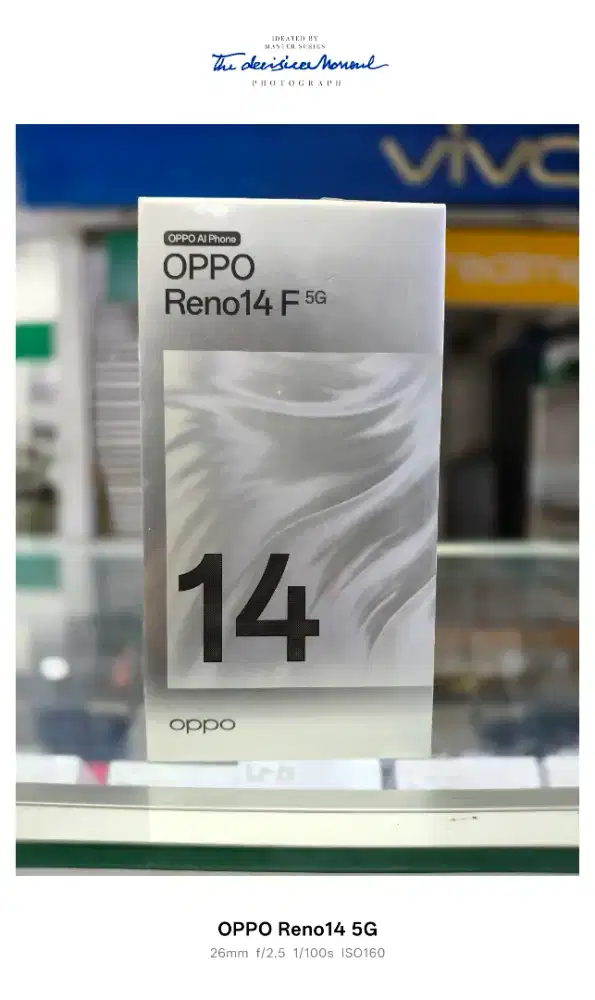 IDEATED BY
MASTER SERIES
The decisive Moment
PHOTOGRAPH
vivo
realme
OPPO AI Phone
OPPO
Reno14 F 5G
14
oppo
OPPO Reno14 5G
26mm f/2.5 1/100s ISO160